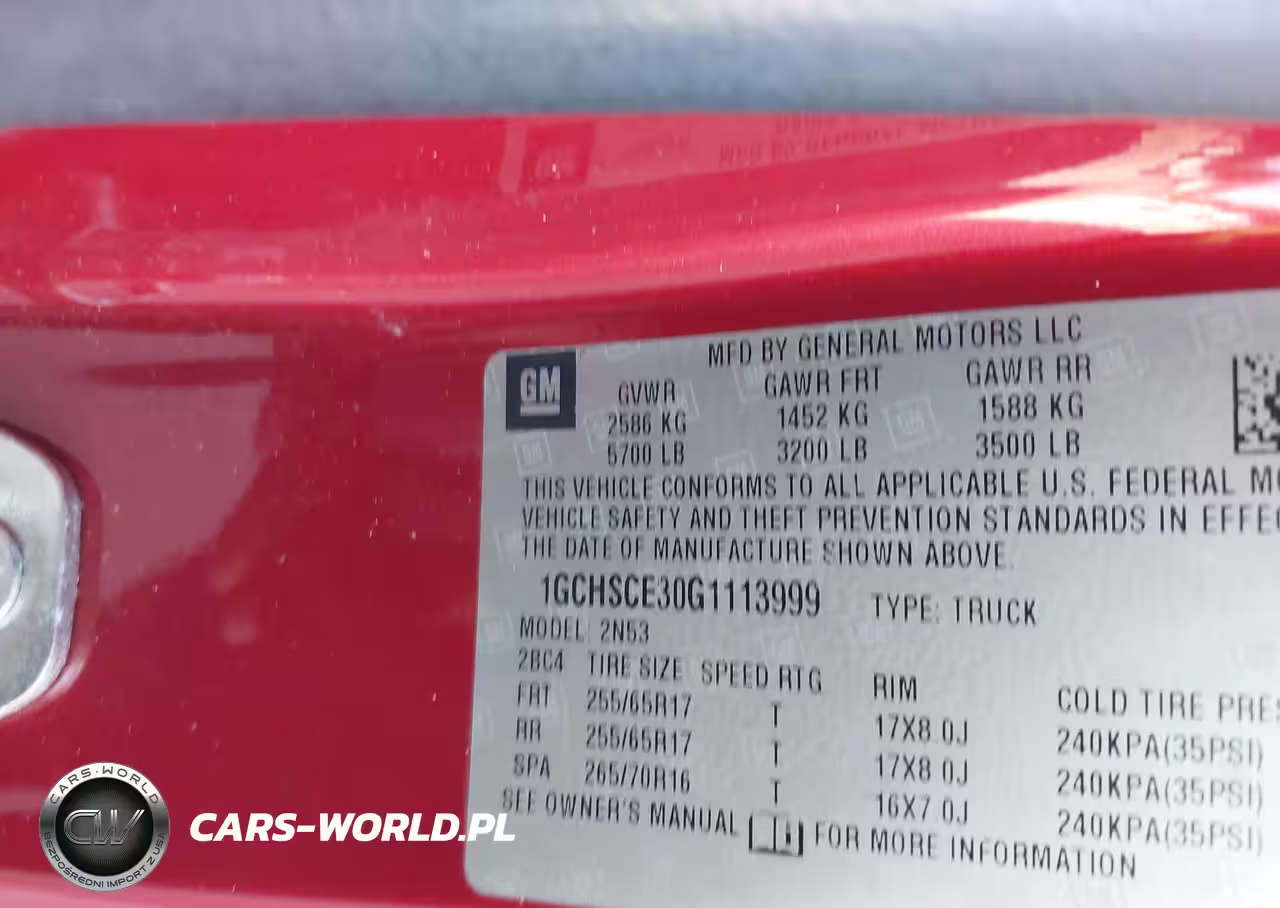 MFD BY GENERAL MOTORS LLC
GM
GVWR GAWR FRT GAWR RR
2586 KG 1452 KG 1588 KG
5700 LB 3200 LB 3500 LB
THIS VEHICLE CONFORMS TO ALL APPLICABLE U.S. FEDERAL
VEHICLE SAFETY AND THEFT PREVENTION STANDARDS IN
THE DATE OF MANUFACTURE SHOWN ABOVE.
1GCHSCE30G1113999 TYPE: TRUCK
MODEL: 2N53
2BC4 TIRE SIZE SPEED RTG RIM COLD TIRE
FRT 255/65R17 T 17X8.0J 240KPA(35PSI)
RR 255/65R17 T 17X8.0J 240KPA(35PSI)
SPA 265/70R16 T 16X7.0J 240KPA(35PSI)
SEE OWNER'S MANUAL FOR MORE INFORMATION
CARS-WORLD
CW
BEZPOŚREDNI IMPORT Z USA
CARS-WORLD.PL